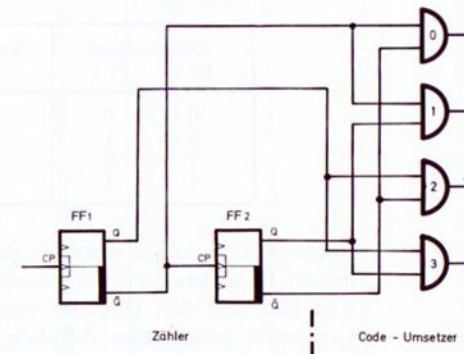 0
1
2
3
FF1
FF2
Q
Q
CP
CP
Q̅
Q̅
Zähler
Code - Umsetzer